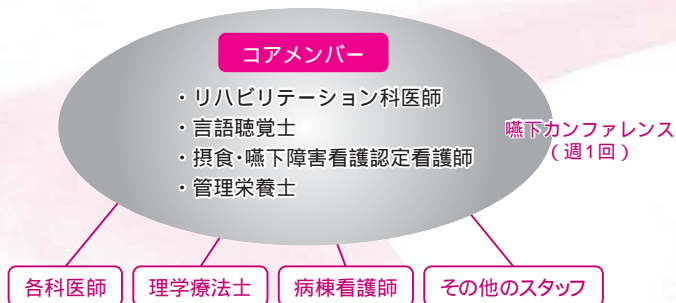 コアメンバー
・リハビリテーション科医師
・言語聴覚士
・摂食・嚥下障害看護認定看護師
・管理栄養士
嚥下カンファレンス
（週1回）
各科医師
理学療法士
病棟看護師
その他のスタッフ